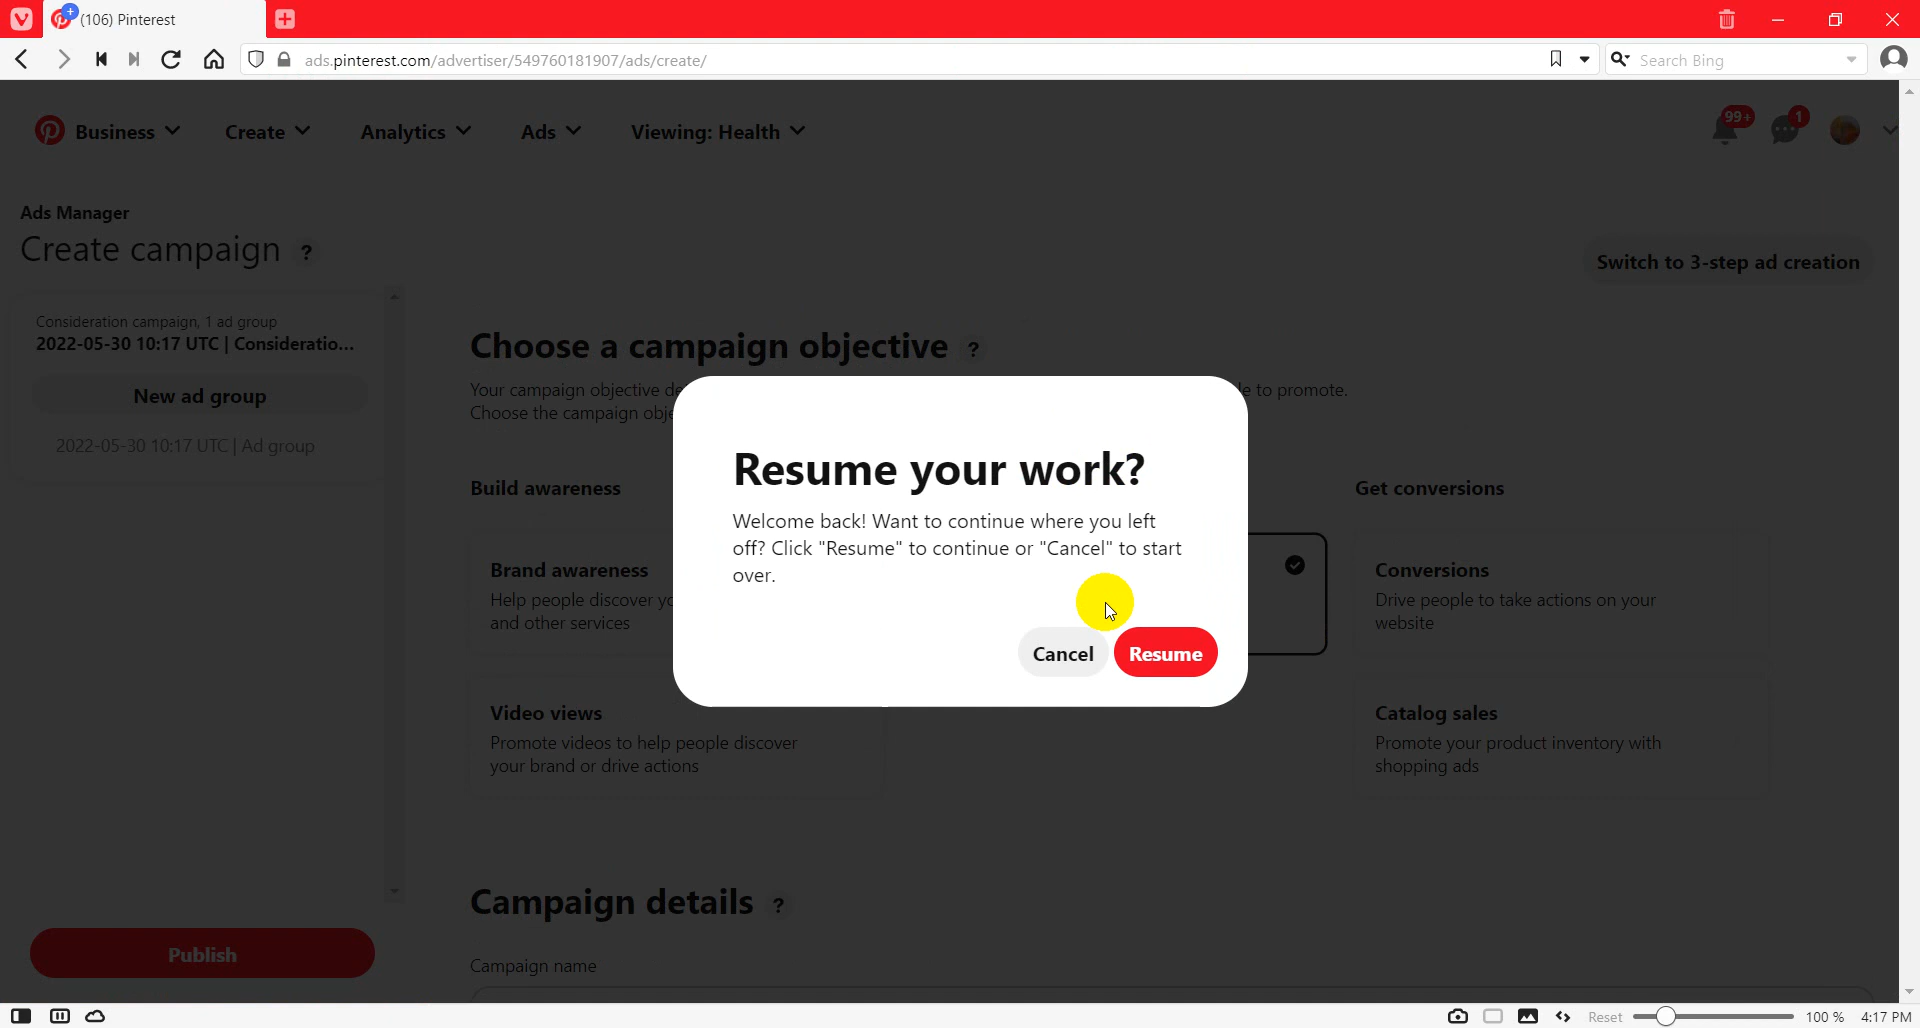 (106) Pinterest
ads.pinterest.com/advertiser/549760181907/ads/create/
Search Bing
Business
Create
Analytics
Ads
Viewing: Health
99+
1
Ads Manager
Create campaign ?
Switch to 3-step ad creation
Consideration campaign, 1 ad group
2022-05-30 10:17 UTC | Consideratio...
New ad group
2022-05-30 10:17 UTC | Ad group
Publish
Choose a campaign objective ?
Your campaign objective de
le to promote.
Choose the campaign obje
Build awareness
Get conversions
Brand awareness
Help people discover yo
and other services
Conversions
Drive people to take actions on your
website
Video views
Promote videos to help people discover
your brand or drive actions
Catalog sales
Promote your product inventory with
shopping ads
Resume your work?
Welcome back! Want to continue where you left
off? Click "Resume" to continue or "Cancel" to start
over.
Cancel
Resume
Campaign details ?
Campaign name
Reset
100 %
4:17 PM